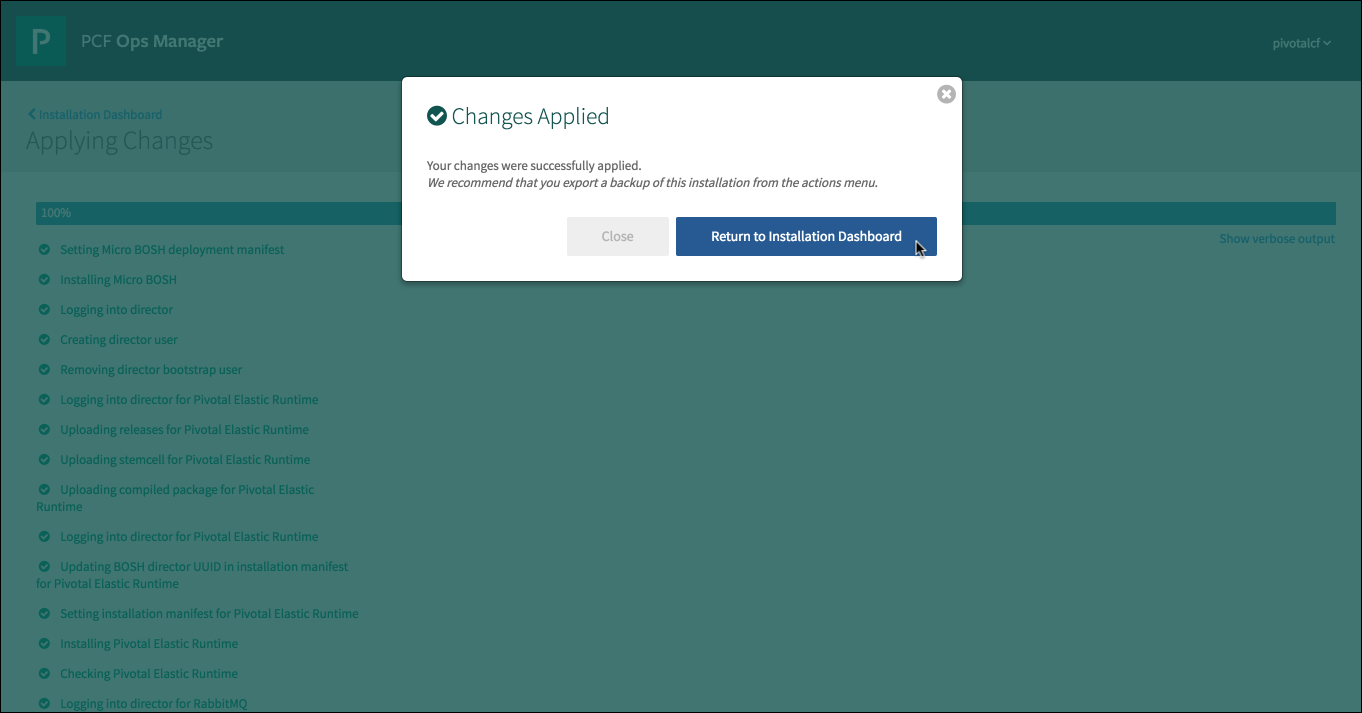 P
PCF Ops Manager
pivotalcf
Installation Dashboard
Applying Changes
Changes Applied
Your changes were successfully applied.
We recommend that you export a backup of this installation from the actions menu.
Close
Return to Installation Dashboard
100%
Show verbose output
Setting Micro BOSH deployment manifest
Installing Micro BOSH
Logging into director
Creating director user
Removing director bootstrap user
Logging into director for Pivotal Elastic Runtime
Uploading releases for Pivotal Elastic Runtime
Uploading stemcell for Pivotal Elastic Runtime
Uploading compiled package for Pivotal Elastic
Runtime
Logging into director for Pivotal Elastic Runtime
Updating BOSH director UUID in installation manifest
for Pivotal Elastic Runtime
Setting installation manifest for Pivotal Elastic Runtime
Installing Pivotal Elastic Runtime
Checking Pivotal Elastic Runtime
Logging into director for RabbitMQ